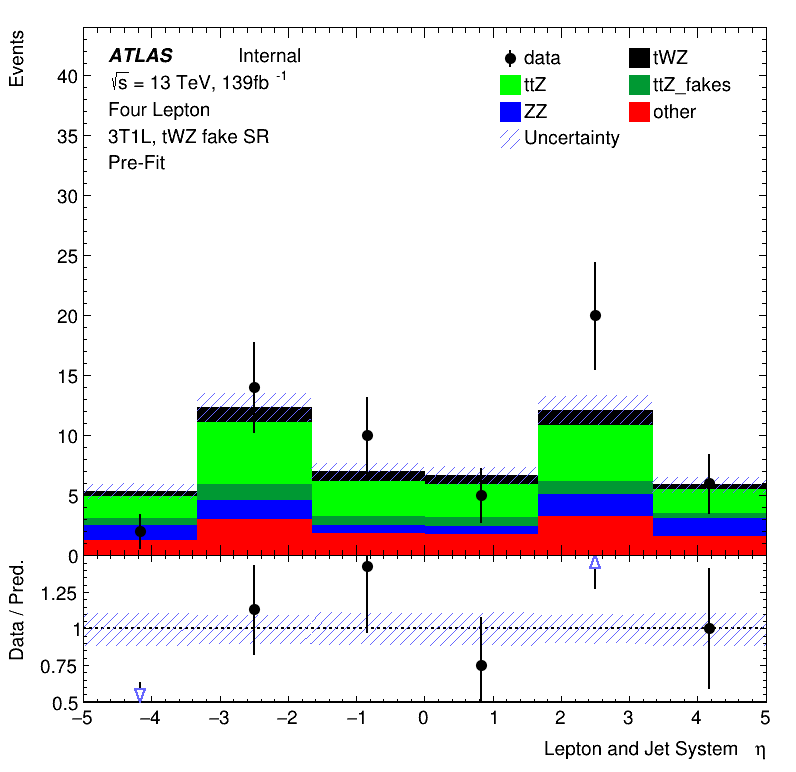 Events
ATLAS Internal
√s = 13 TeV, 139fb -1
Four Lepton
3T1L, tWZ fake SR
Pre-Fit
data tWZ
ttZ ttZ_fakes
ZZ other
Uncertainty
40
35
30
25
20
15
10
5
0
Data / Pred.
1.25
1
0.75
0.5
−5 −4 −3 −2 −1 0 1 2 3 4 5
Lepton and Jet System η